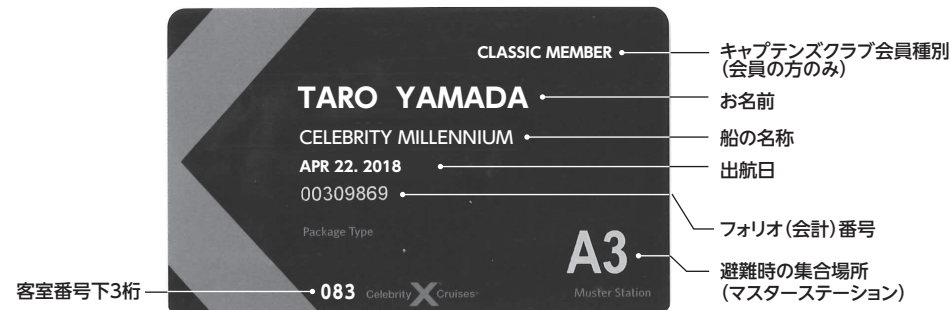 CLASSIC MEMBER
キャプテンズクラブ会員種別
(会員の方のみ)
TARO YAMADA
お名前
CELEBRITY MILLENNIUM
船の名称
APR 22. 2018
出航日
00309869
フォリオ(会計)番号
Package Type
A3
避難時の集合場所
(マスターステーション)
客室番号下3桁
083
Celebrity X Cruises
Muster Station